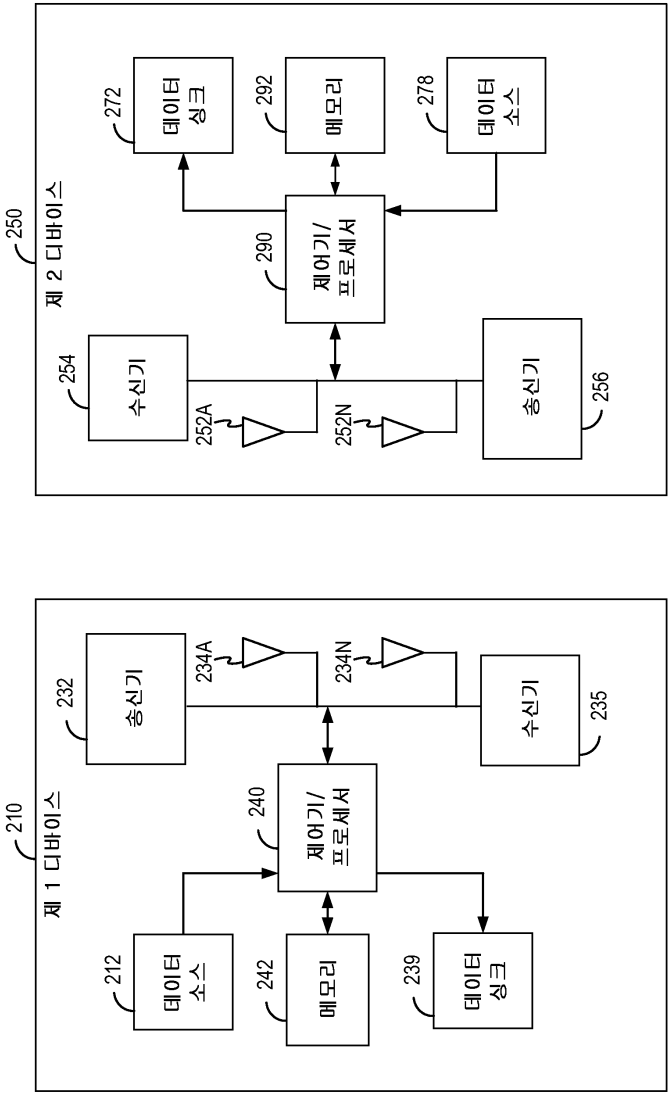 210
제 1 디바이스
212
데이터
소스
242
메모리
239
데이터
싱크
240
제어기/
프로세서
232
송신기
234A
234N
수신기
235
250
제 2 디바이스
254
수신기
252A
252N
송신기
256
290
제어기/
프로세서
272
데이터
싱크
292
메모리
278
데이터
소스